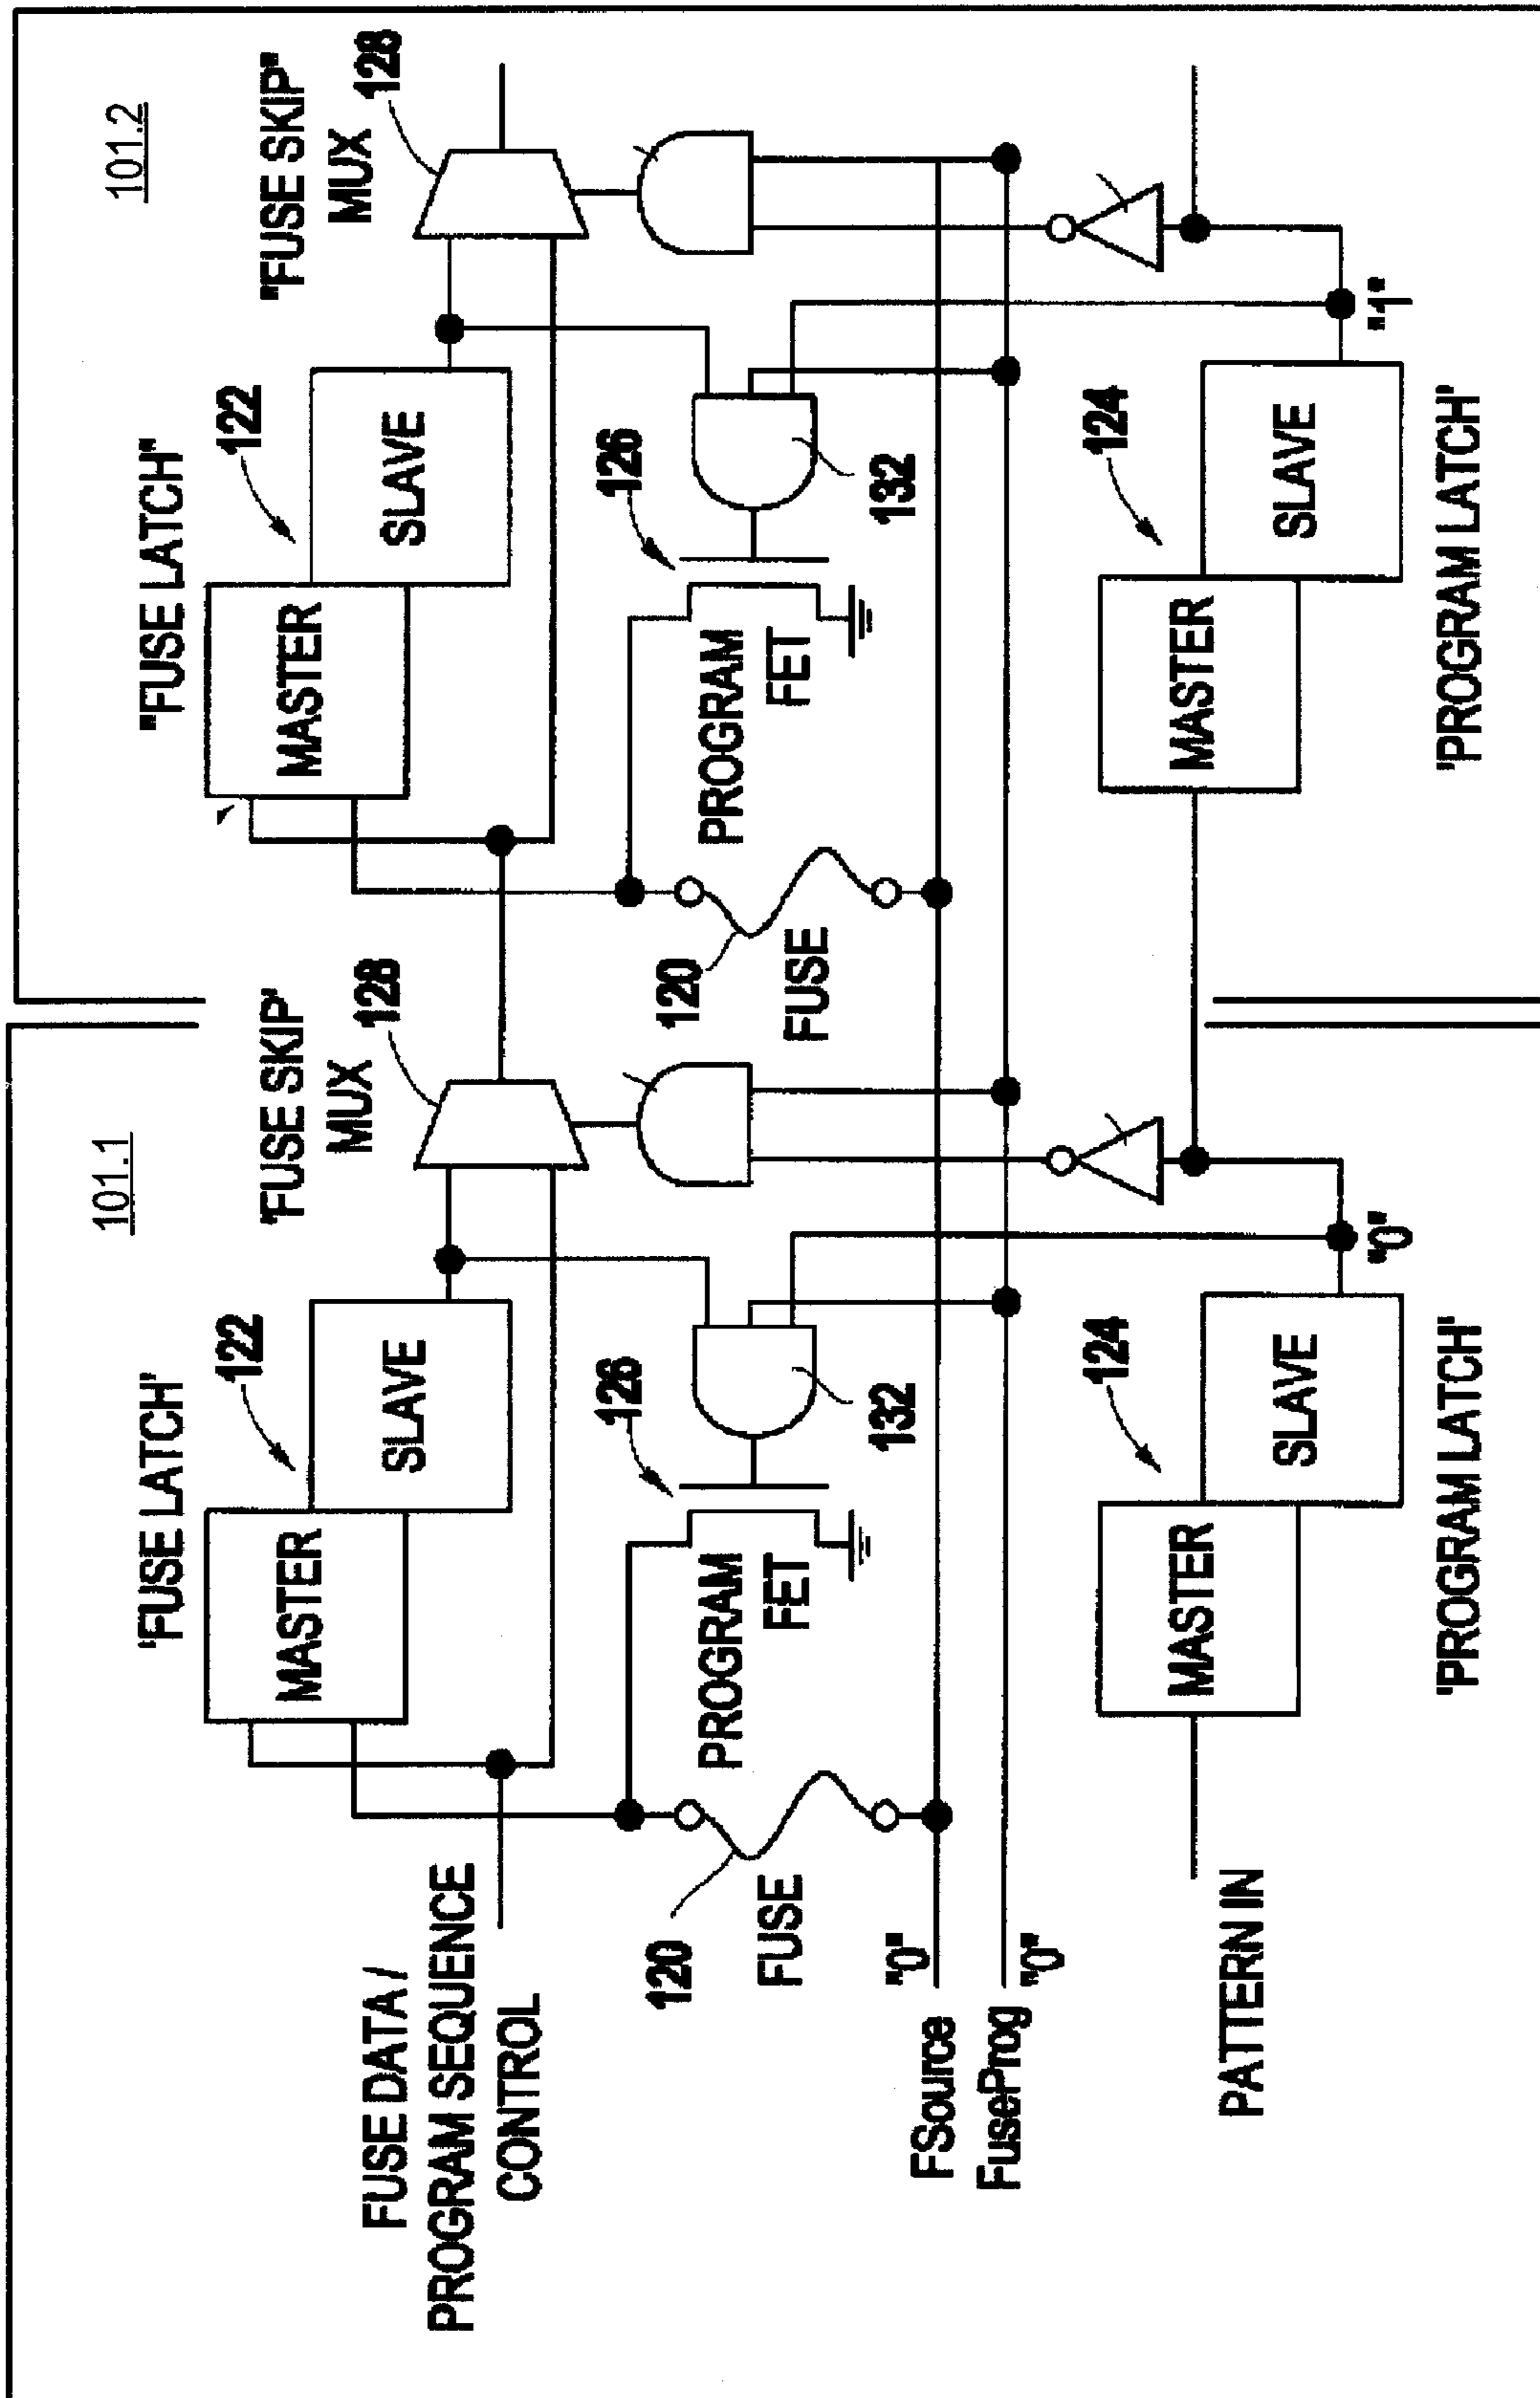 101.1
'FUSE LATCH'
122
MASTER
SLAVE
'FUSE SKIP'
MUX
128
FUSE DATA /
PROGRAM SEQUENCE
CONTROL
126
PROGRAM
FET
132
120
FUSE
FSource
"0"
FuseProg
"0"
PATTERN IN
124
MASTER
SLAVE
"0"
'PROGRAM LATCH'
101.2
"FUSE LATCH"
122
MASTER
SLAVE
"FUSE SKIP"
MUX
128
126
PROGRAM
FET
132
120
FUSE
124
MASTER
SLAVE
"1"
'PROGRAM LATCH'